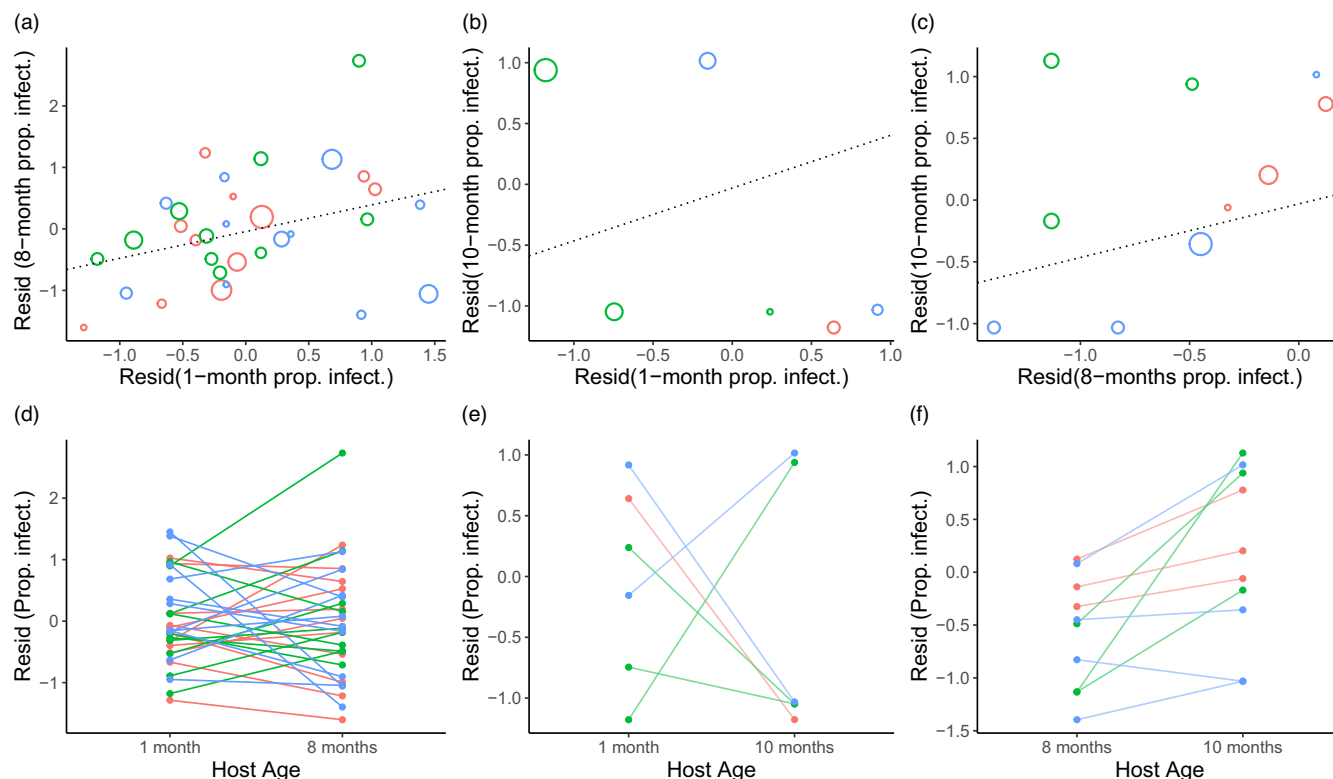 (a)
Resid (8−month prop. infect.)
2
1
0
−1
−1.0
−0.5
0.0
0.5
1.0
1.5
Resid(1−month prop. infect.)
(b)
Resid(10−month prop. infect.)
1.0
0.5
0.0
−0.5
−1.0
−1.0
−0.5
0.0
0.5
1.0
Resid(1−month prop. infect.)
(c)
Resid(10−month prop. infect.)
1.0
0.5
0.0
−0.5
−1.0
−1.0
−0.5
0.0
Resid(8−months prop. infect.)
(d)
Resid (Prop. infect.)
2
1
0
−1
1 month
8 months
Host Age
(e)
Resid (Prop. infect.)
1.0
0.5
0.0
−0.5
−1.0
1 month
10 months
Host Age
(f)
Resid (Prop. infect.)
1.0
0.5
0.0
−0.5
−1.0
−1.5
8 months
10 months
Host Age